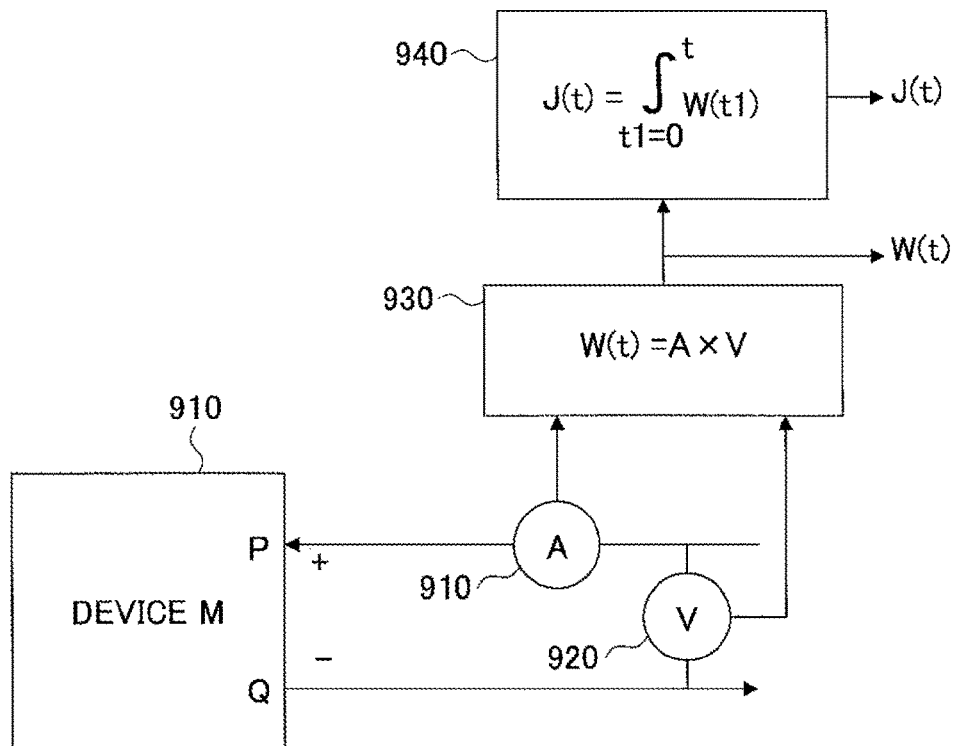 940
t
J(t) = ∫ W(t1)
t1=0
J(t)
W(t)
930
W(t) =A × V
910
P
+
A
910
DEVICE M
V
920
−
Q